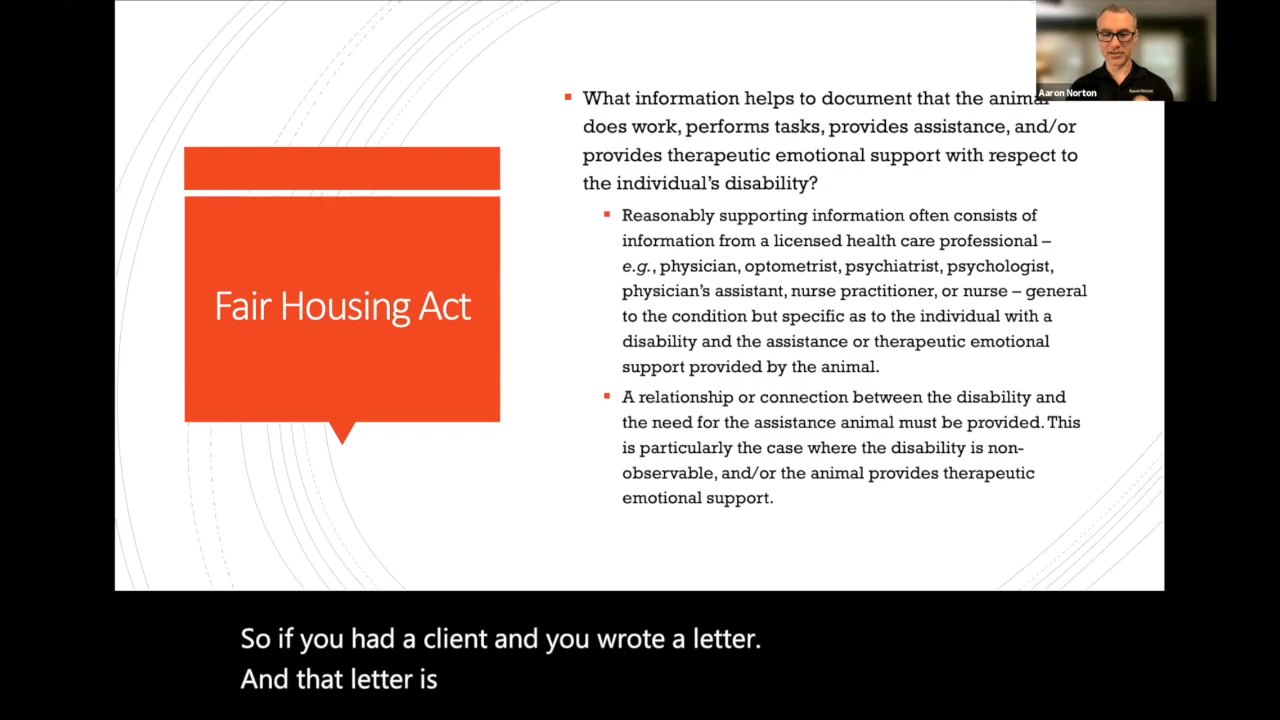 Aaron Norton
Fair Housing Act
What information helps to document that the animal
does work, performs tasks, provides assistance, and/or
provides therapeutic emotional support with respect to
the individual's disability?
Reasonably supporting information often consists of
information from a licensed health care professional –
e.g., physician, optometrist, psychiatrist, psychologist,
physician's assistant, nurse practitioner, or nurse – general
to the condition but specific as to the individual with a
disability and the assistance or therapeutic emotional
support provided by the animal.
A relationship or connection between the disability and
the need for the assistance animal must be provided. This
is particularly the case where the disability is non-
observable, and/or the animal provides therapeutic
emotional support.
So if you had a client and you wrote a letter.
And that letter is